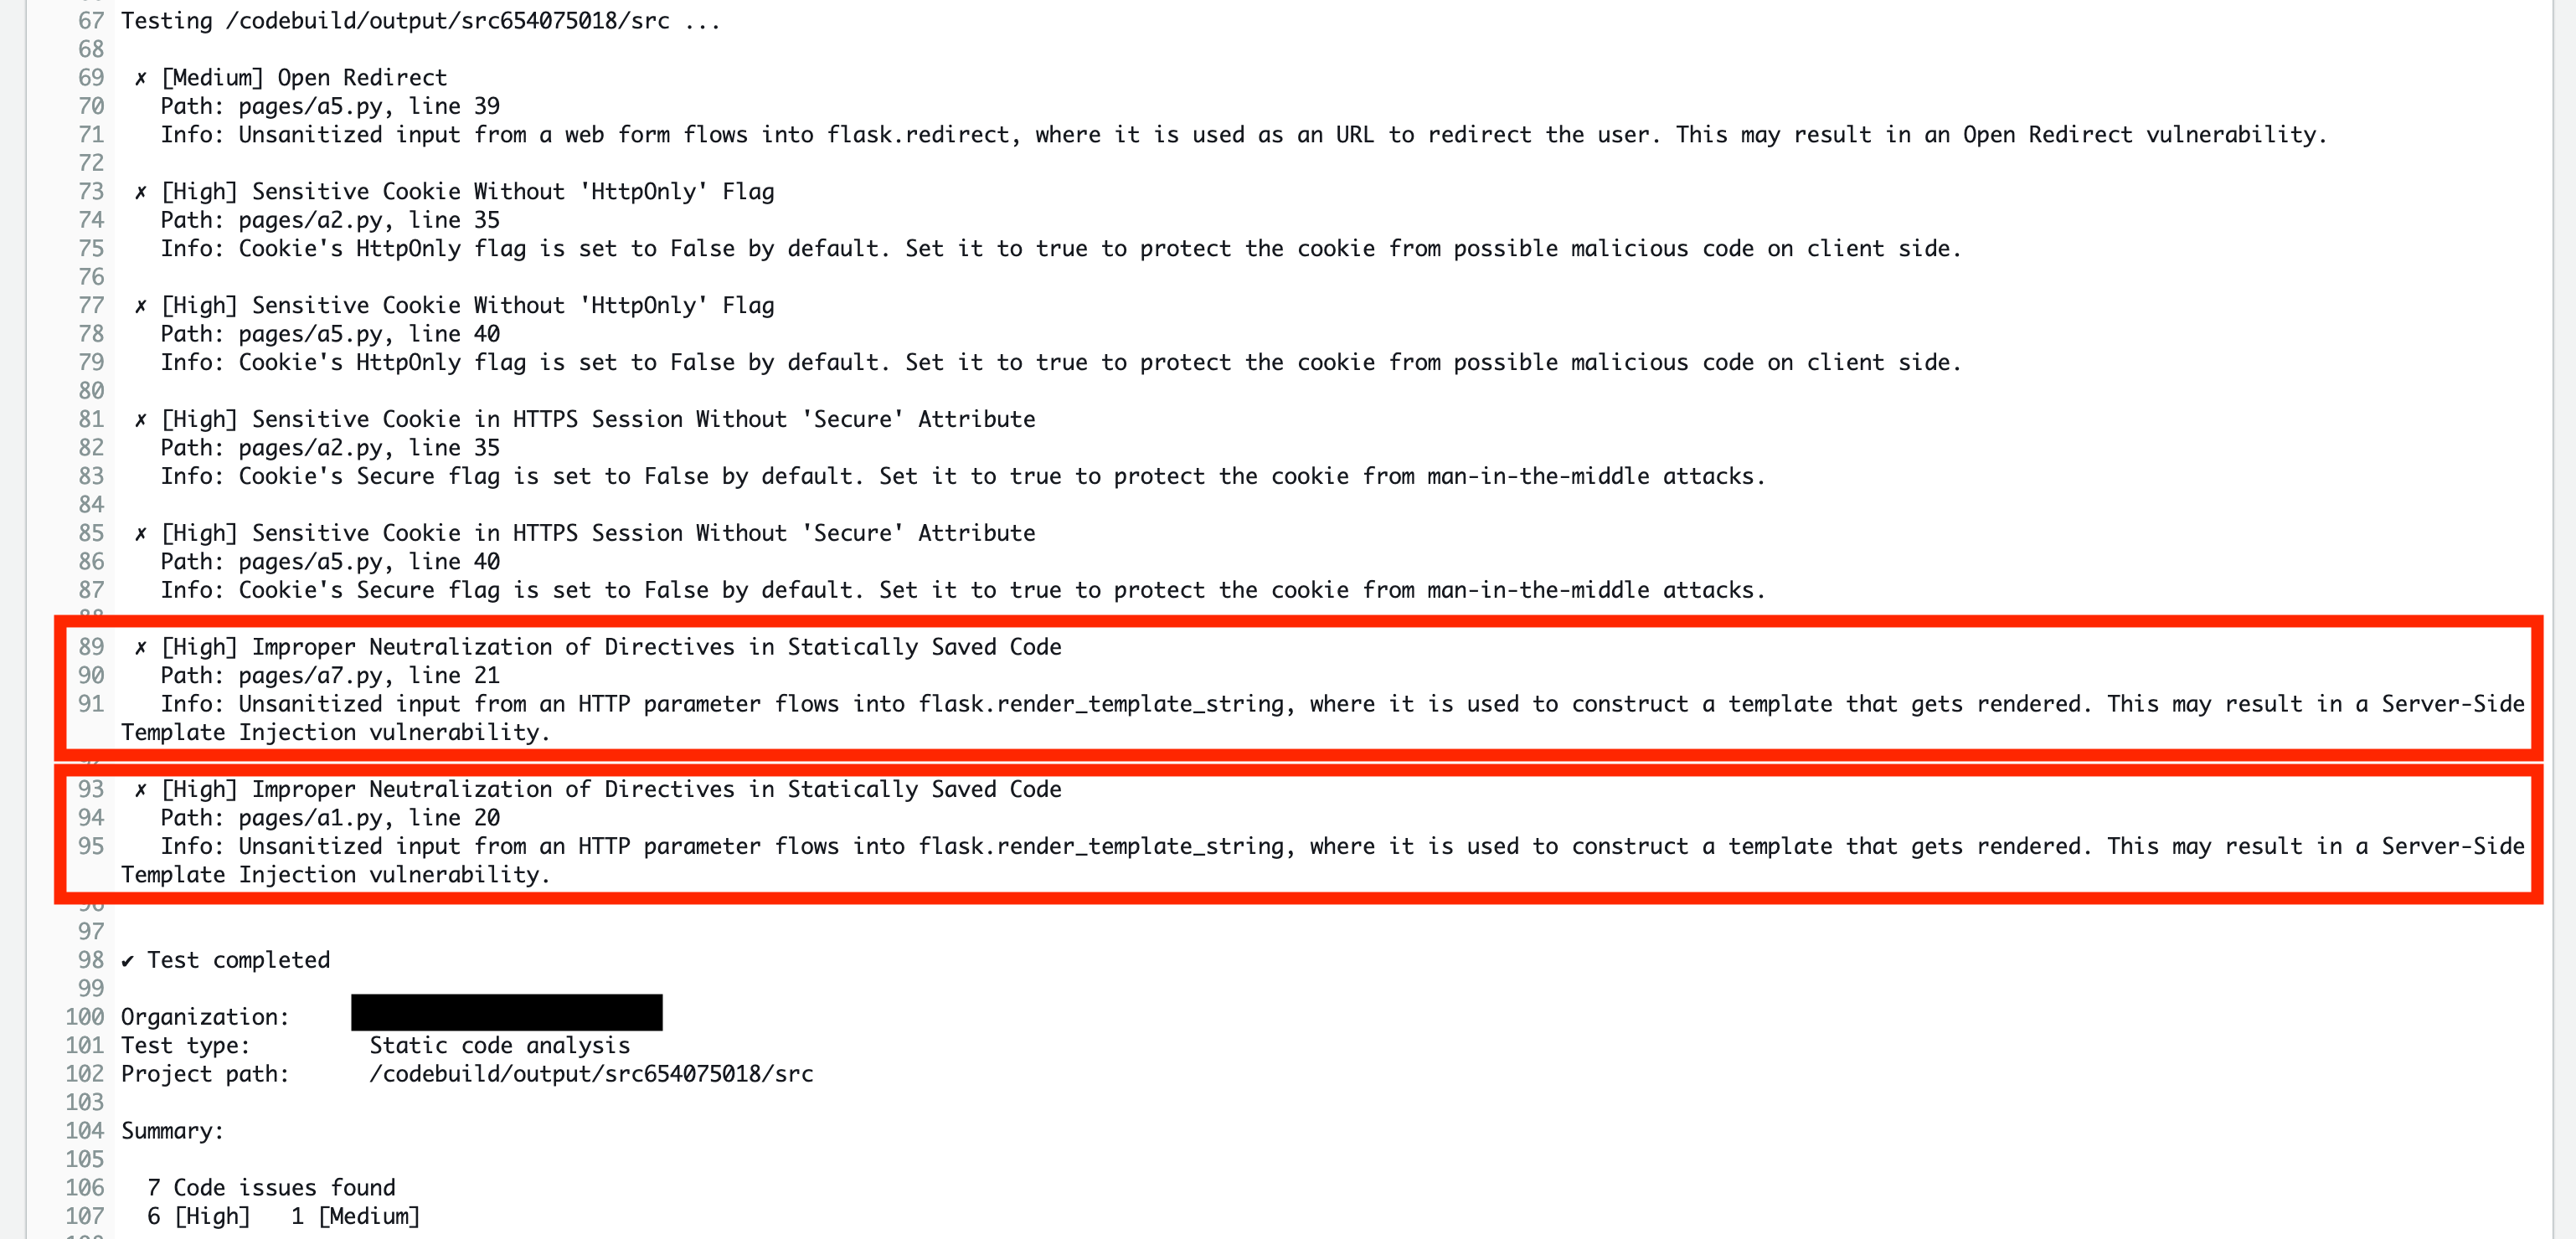 67 Testing /codebuild/output/src654075018/src ...
68
69 ✗ [Medium] Open Redirect
70 Path: pages/a5.py, line 39
71 Info: Unsanitized input from a web form flows into flask.redirect, where it is used as an URL to redirect the user. This may result in an Open Redirect vulnerability.
72
73 ✗ [High] Sensitive Cookie Without 'HttpOnly' Flag
74 Path: pages/a2.py, line 35
75 Info: Cookie's HttpOnly flag is set to False by default. Set it to true to protect the cookie from possible malicious code on client side.
76
77 ✗ [High] Sensitive Cookie Without 'HttpOnly' Flag
78 Path: pages/a5.py, line 40
79 Info: Cookie's HttpOnly flag is set to False by default. Set it to true to protect the cookie from possible malicious code on client side.
80
81 ✗ [High] Sensitive Cookie in HTTPS Session Without 'Secure' Attribute
82 Path: pages/a2.py, line 35
83 Info: Cookie's Secure flag is set to False by default. Set it to true to protect the cookie from man-in-the-middle attacks.
84
85 ✗ [High] Sensitive Cookie in HTTPS Session Without 'Secure' Attribute
86 Path: pages/a5.py, line 40
87 Info: Cookie's Secure flag is set to False by default. Set it to true to protect the cookie from man-in-the-middle attacks.
89 ✗ [High] Improper Neutralization of Directives in Statically Saved Code
90 Path: pages/a7.py, line 21
91 Info: Unsanitized input from an HTTP parameter flows into flask.render_template_string, where it is used to construct a template that gets rendered. This may result in a Server-Side
Template Injection vulnerability.
93 ✗ [High] Improper Neutralization of Directives in Statically Saved Code
94 Path: pages/a1.py, line 20
95 Info: Unsanitized input from an HTTP parameter flows into flask.render_template_string, where it is used to construct a template that gets rendered. This may result in a Server-Side
Template Injection vulnerability.
97
98 ✔ Test completed
99
100 Organization:
101 Test type: Static code analysis
102 Project path: /codebuild/output/src654075018/src
103
104 Summary:
105
106 7 Code issues found
107 6 [High] 1 [Medium]